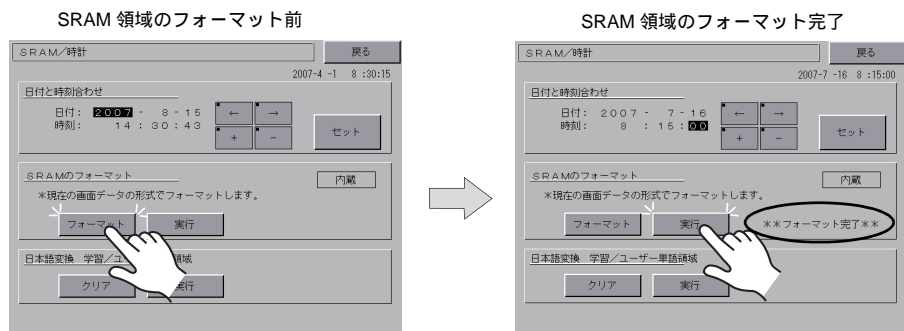 SRAM 領域のフォーマット前
SRAM/時計
戻る
2007-4 -1 8 :30:15
日付と時刻合わせ
日付: 2007 - 8 - 15
時刻: 14 : 30 : 43
← →
+ −
セット
SRAMのフォーマット
内蔵
*現在の画面データの形式でフォーマットします。
フォーマット 実行
日本語変換 学習/ユー 領域
クリア 実行
SRAM 領域のフォーマット完了
SRAM/時計
戻る
2007-7 -16 8 :15:00
日付と時刻合わせ
日付: 2007 - 7 - 16
時刻: 8 : 15 : 00
← →
+ −
セット
SRAMのフォーマット
内蔵
*現在の画面データの形式でフォーマットします。
フォーマット 実行
**フォーマット完了**
日本語変換 学習/ユーザー単語領域
クリア 実行